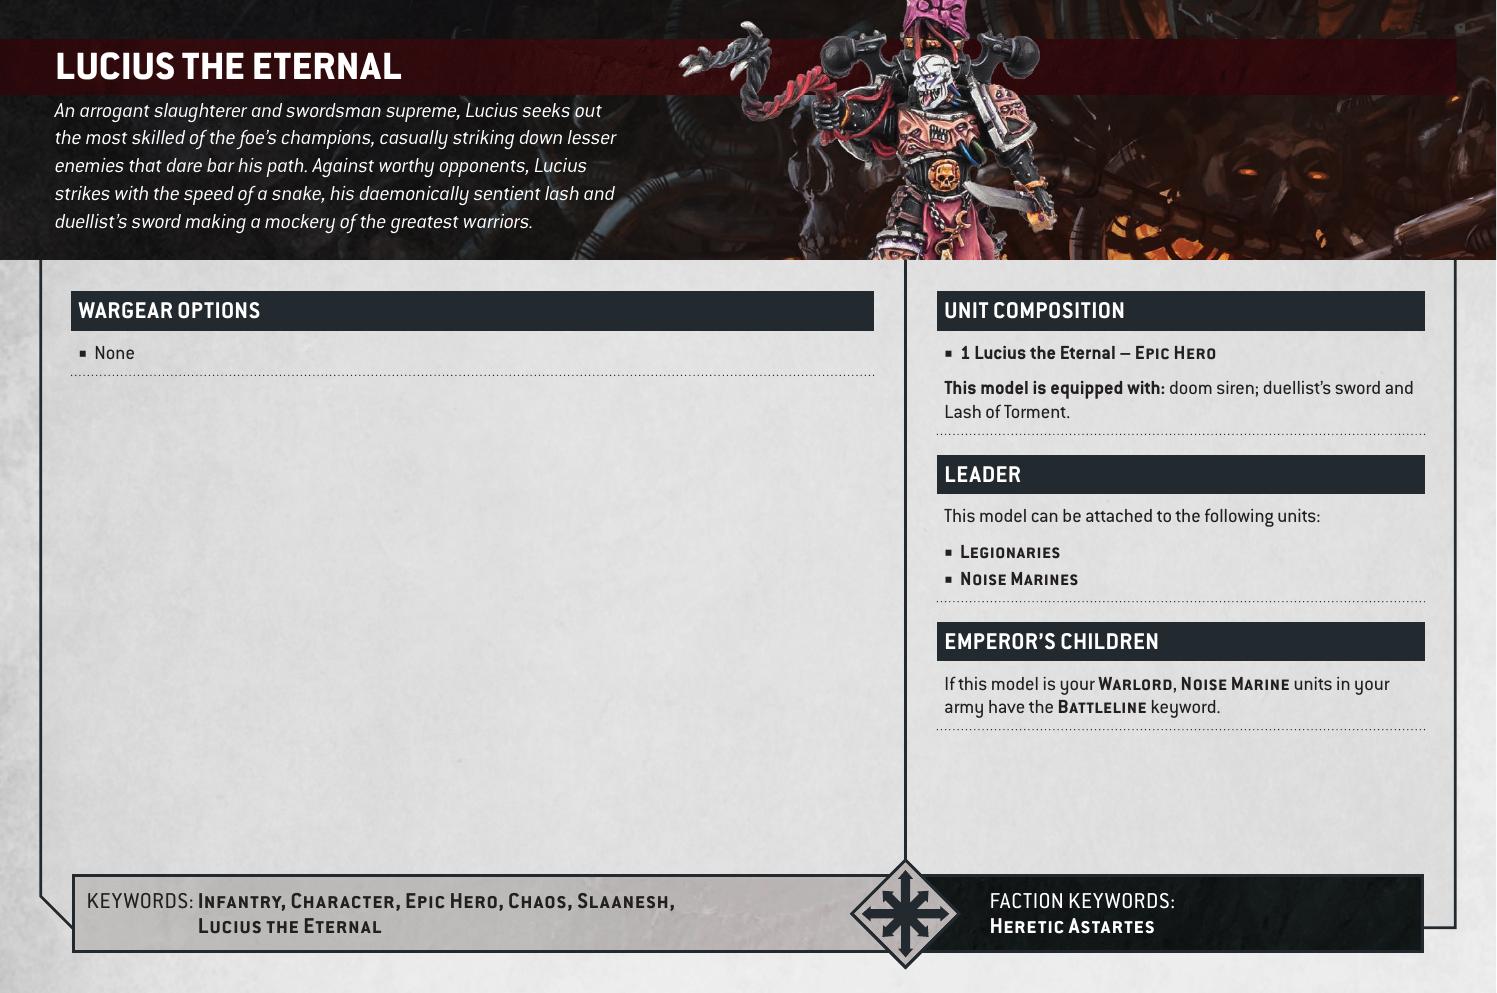 LUCIUS THE ETERNAL
An arrogant slaughterer and swordsman supreme, Lucius seeks out
the most skilled of the foe's champions, casually striking down lesser
enemies that dare bar his path. Against worthy opponents, Lucius
strikes with the speed of a snake, his daemonically sentient lash and
duellist's sword making a mockery of the greatest warriors.
WARGEAR OPTIONS
■ None
UNIT COMPOSITION
■ 1 Lucius the Eternal – Epic Hero
This model is equipped with: doom siren; duellist's sword and
Lash of Torment.
LEADER
This model can be attached to the following units:
■ Legionaries
■ Noise Marines
EMPEROR'S CHILDREN
If this model is your Warlord, Noise Marine units in your
army have the Battleline keyword.
KEYWORDS: Infantry, Character, Epic Hero, Chaos, Slaanesh,
Lucius the Eternal
FACTION KEYWORDS:
Heretic Astartes